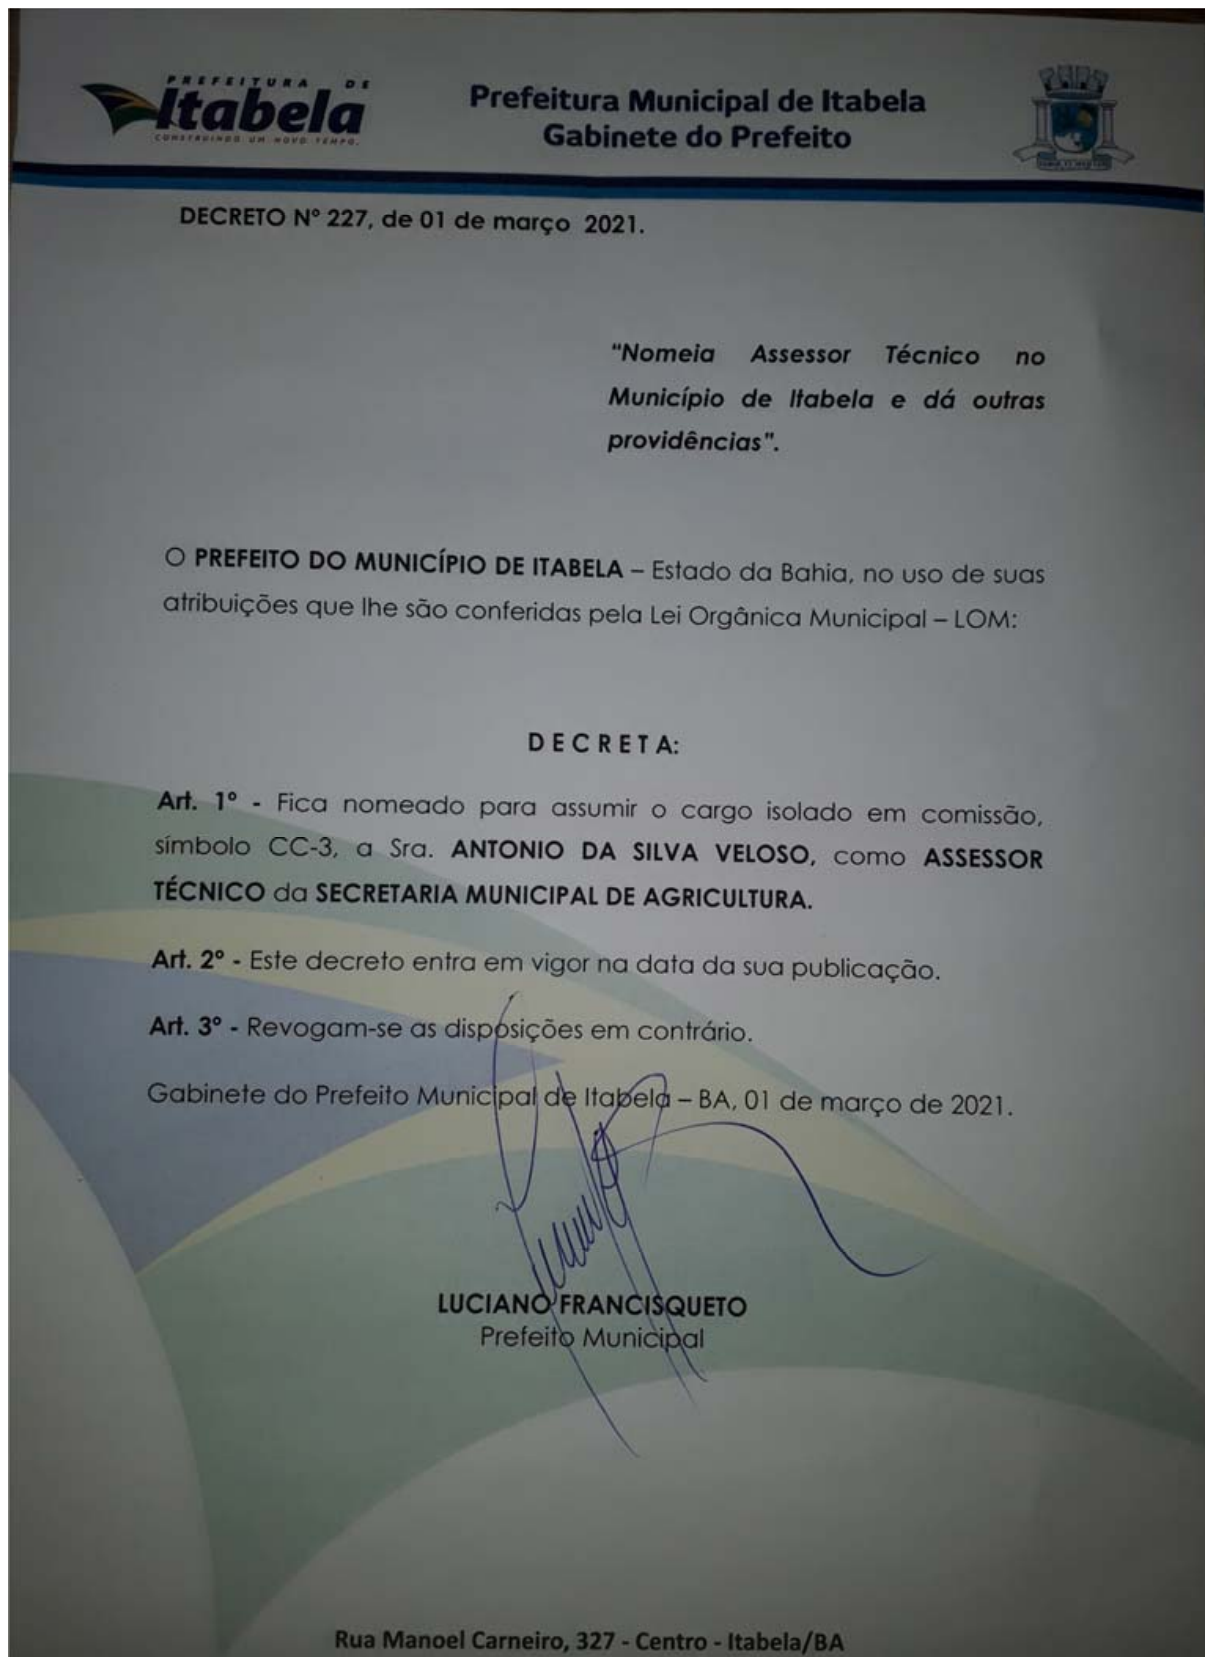 PREFEITURA DE
Itabela
CONSTRUINDO UM NOVO TEMPO.
Prefeitura Municipal de Itabela
Gabinete do Prefeito
DECRETO Nº 227, de 01 de março 2021.
“Nomeia Assessor Técnico no
Município de Itabela e dá outras
providências”.
O PREFEITO DO MUNICÍPIO DE ITABELA – Estado da Bahia, no uso de suas
atribuições que lhe são conferidas pela Lei Orgânica Municipal – LOM:
D E C R E T A:
Art. 1º - Fica nomeado para assumir o cargo isolado em comissão,
símbolo CC-3, a Sra. ANTONIO DA SILVA VELOSO, como ASSESSOR
TÉCNICO da SECRETARIA MUNICIPAL DE AGRICULTURA.
Art. 2º - Este decreto entra em vigor na data da sua publicação.
Art. 3º - Revogam-se as disposições em contrário.
Gabinete do Prefeito Municipal de Itabela – BA, 01 de março de 2021.
LUCIANO FRANCISQUETO
Prefeito Municipal
Rua Manoel Carneiro, 327 - Centro - Itabela/BA